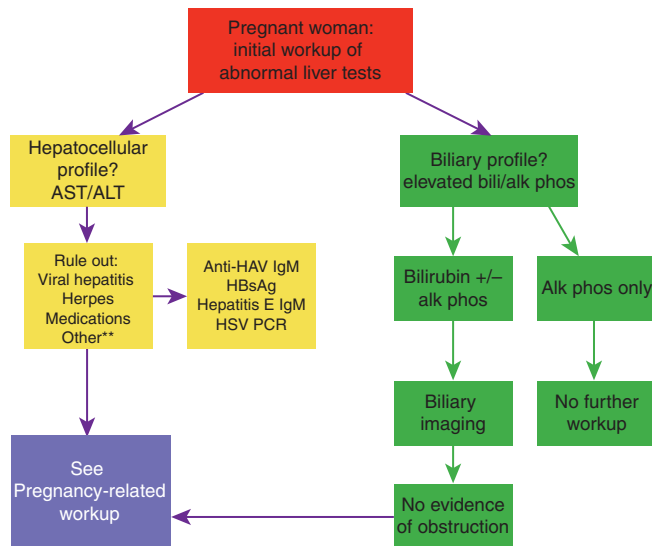 Pregnant woman:
initial workup of
abnormal liver tests
Hepatocellular
profile?
AST/ALT
Biliary profile?
elevated bili/alk phos
Rule out:
Viral hepatitis
Herpes
Medications
Other**
Anti-HAV IgM
HBsAg
Hepatitis E IgM
HSV PCR
Bilirubin +/–
alk phos
Alk phos only
Biliary
imaging
No further
workup
See
Pregnancy-related
workup
No evidence
of obstruction